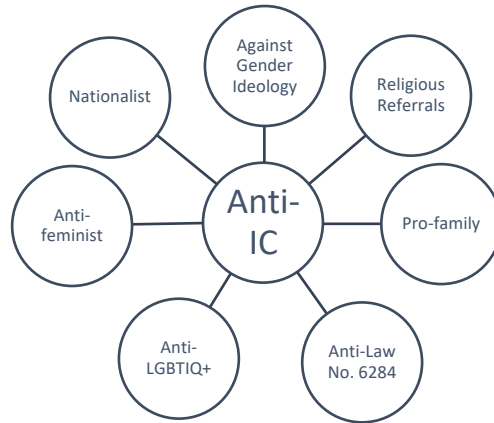 Against
Gender
Ideology
Religious
Referrals
Pro-family
Anti-Law
No. 6284
Anti-
LGBTIQ+
Anti-
feminist
Nationalist
Anti-
IC